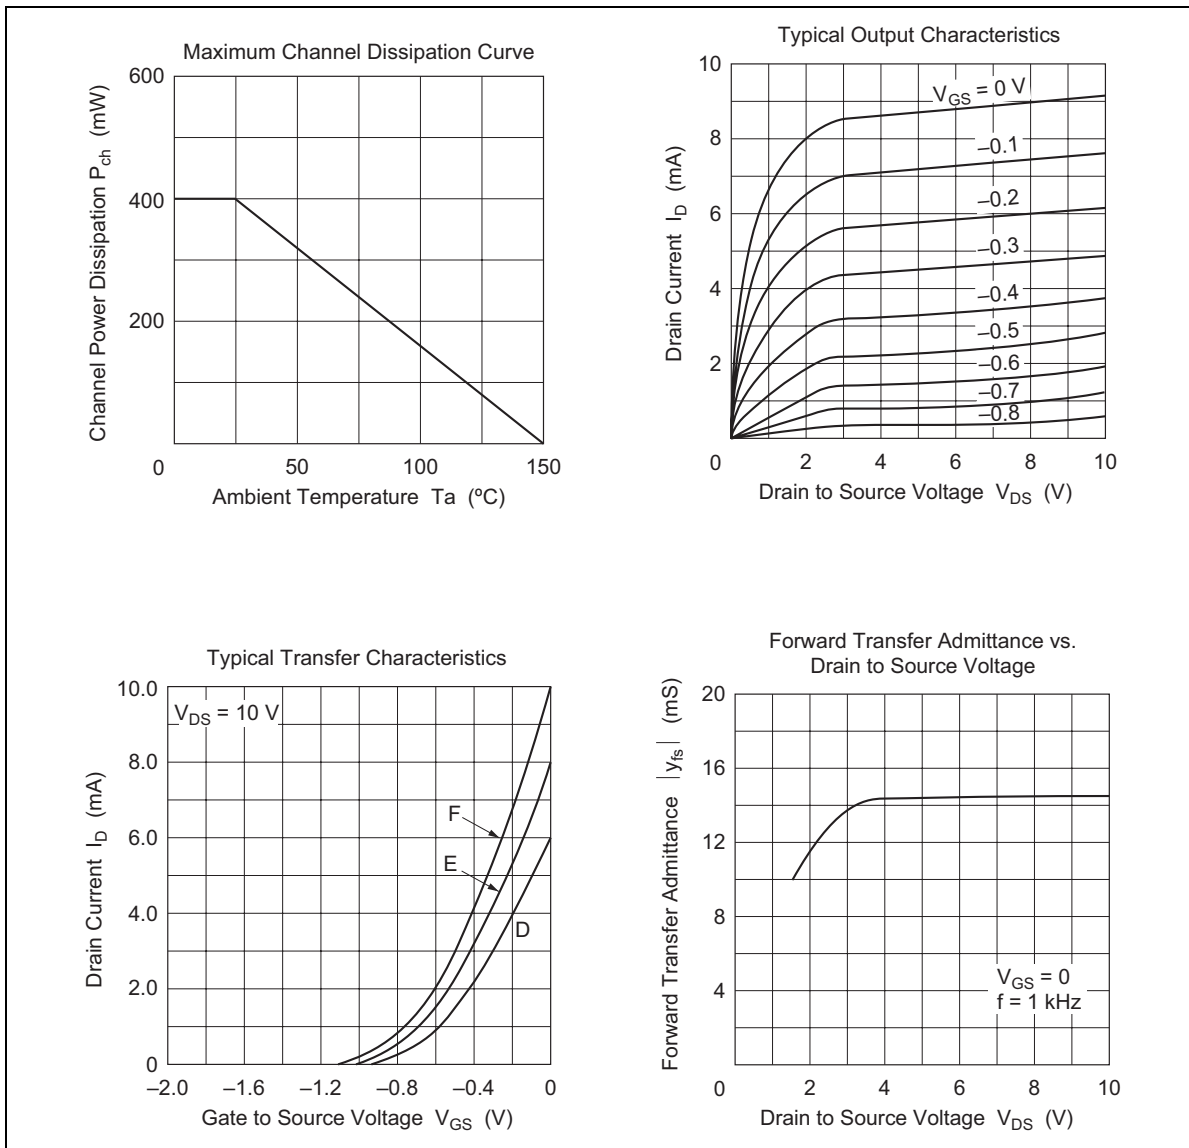 Maximum Channel Dissipation Curve
Channel Power Dissipation Pch (mW)
600
400
200
0
50
100
150
Ambient Temperature Ta (ºC)
Typical Output Characteristics
Drain Current ID (mA)
10
8
6
4
2
0
VGS = 0 V
–0.1
–0.2
–0.3
–0.4
–0.5
–0.6
–0.7
–0.8
2
4
6
8
10
Drain to Source Voltage VDS (V)
Typical Transfer Characteristics
Drain Current ID (mA)
10.0
8.0
6.0
4.0
2.0
0
VDS = 10 V
F
E
D
–2.0
–1.6
–1.2
–0.8
–0.4
0
Gate to Source Voltage VGS (V)
Forward Transfer Admittance vs.
Drain to Source Voltage
Forward Transfer Admittance |yfs| (mS)
20
16
12
8
4
0
VGS = 0
f = 1 kHz
2
4
6
8
10
Drain to Source Voltage VDS (V)